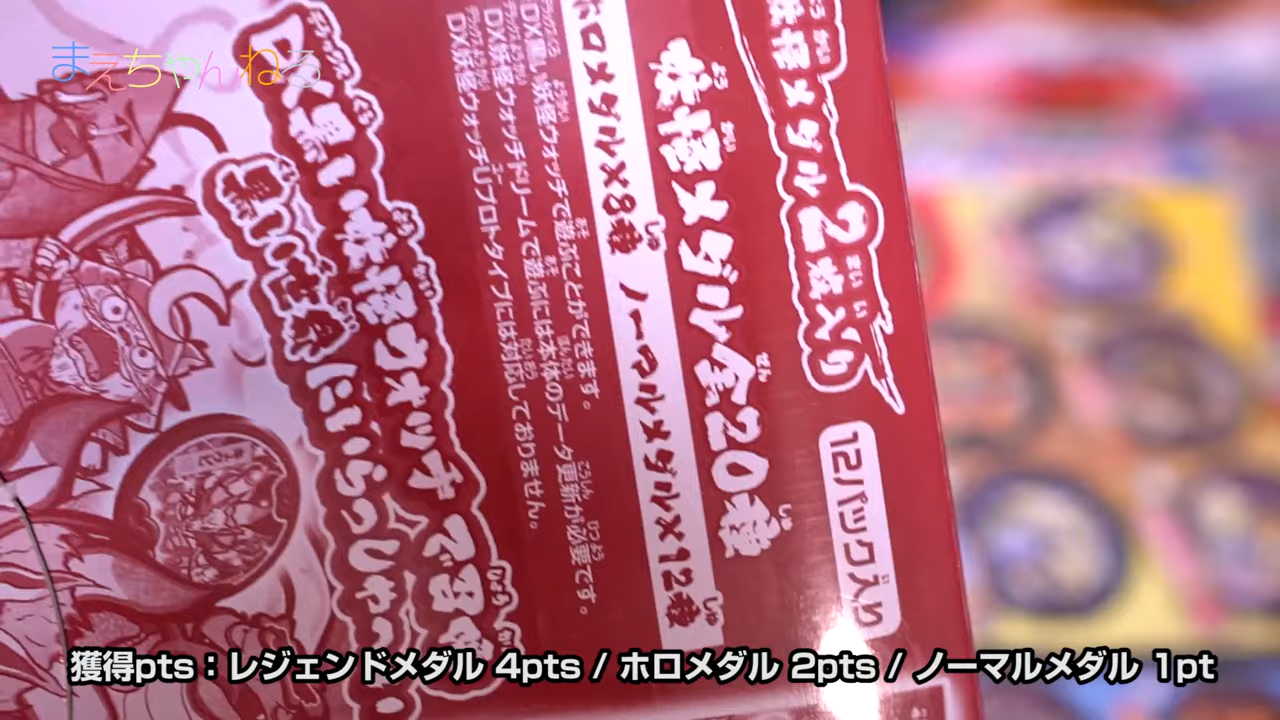 まえちゃんねる
妖怪メダル2枚入り
12パック入り
妖怪メダル全20種
ホロメダル×8種 ノーマルメダル×12種
DX黒い妖怪ウォッチで遊ぶことができます。
DX妖怪ウォッチドリームで遊ぶには本体のデータ更新が必要です。
DX妖怪ウォッチUプロトタイプには対応しておりません。
DX黒い妖怪ウォッチで
黒い世界にいらっしゃ
獲得pts：レジェンドメダル 4pts / ホロメダル 2pts / ノーマルメダル 1pt